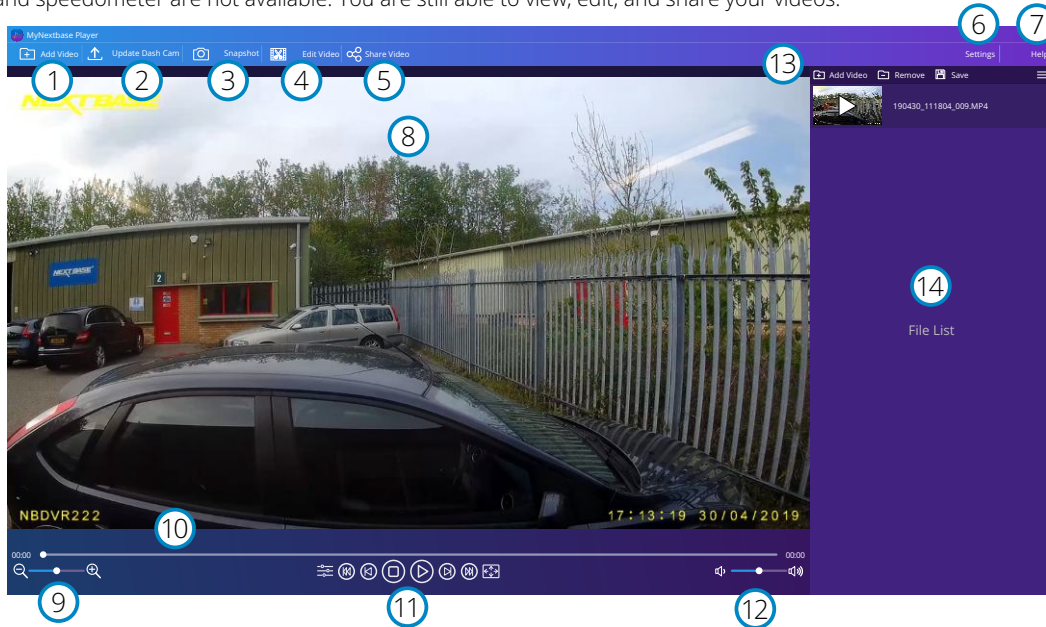 and speedometer are not available. You are still able to view, edit, and share your videos.
6 7
MyNextbase Player
Add Video Update Dash Cam Snapshot Edit Video Share Video Settings Help
1 2 3 4 5 13
Add Video Remove Save
NEXTBASE
190430_111804_009.MP4
8
NEXTBASE
2
14
File List
NBDVR222 17:13:19 30/04/2019
10
00:00 00:00
9 11 12